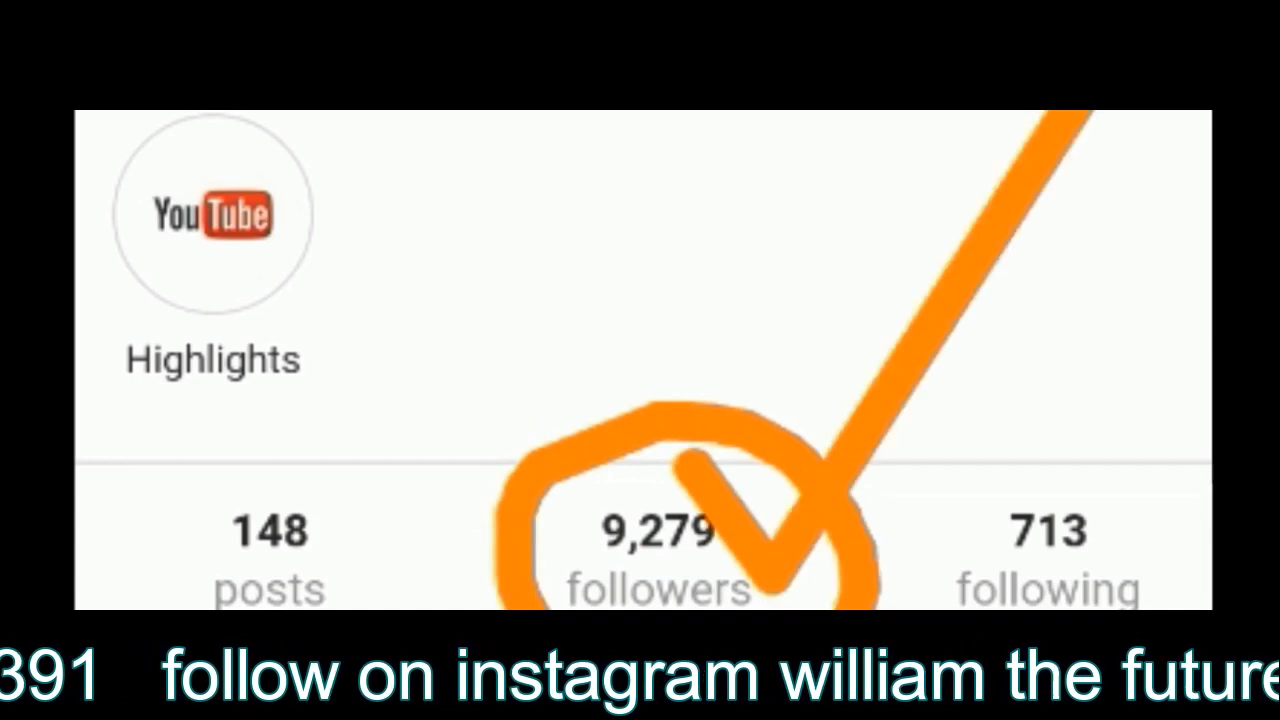 YouTube
Highlights
148 9,279 713
posts followers following
391 follow on instagram william the future